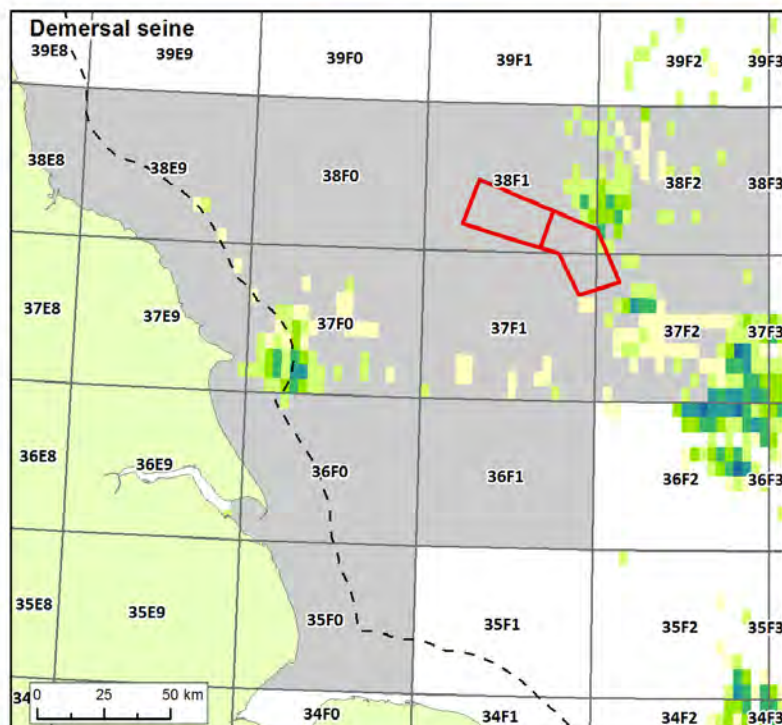 Demersal seine
39E8 39E9 39F0 39F1 39F2 39F3
38E8 38E9 38F0 38F1 38F2 38F3
37E8 37E9 37F0 37F1 37F2 37F3
36E8 36E9 36F0 36F1 36F2 36F3
35E8 35E9 35F0 35F1 35F2 35F3
34 34F0 34F1 34F2 34F3
0 25 50 km